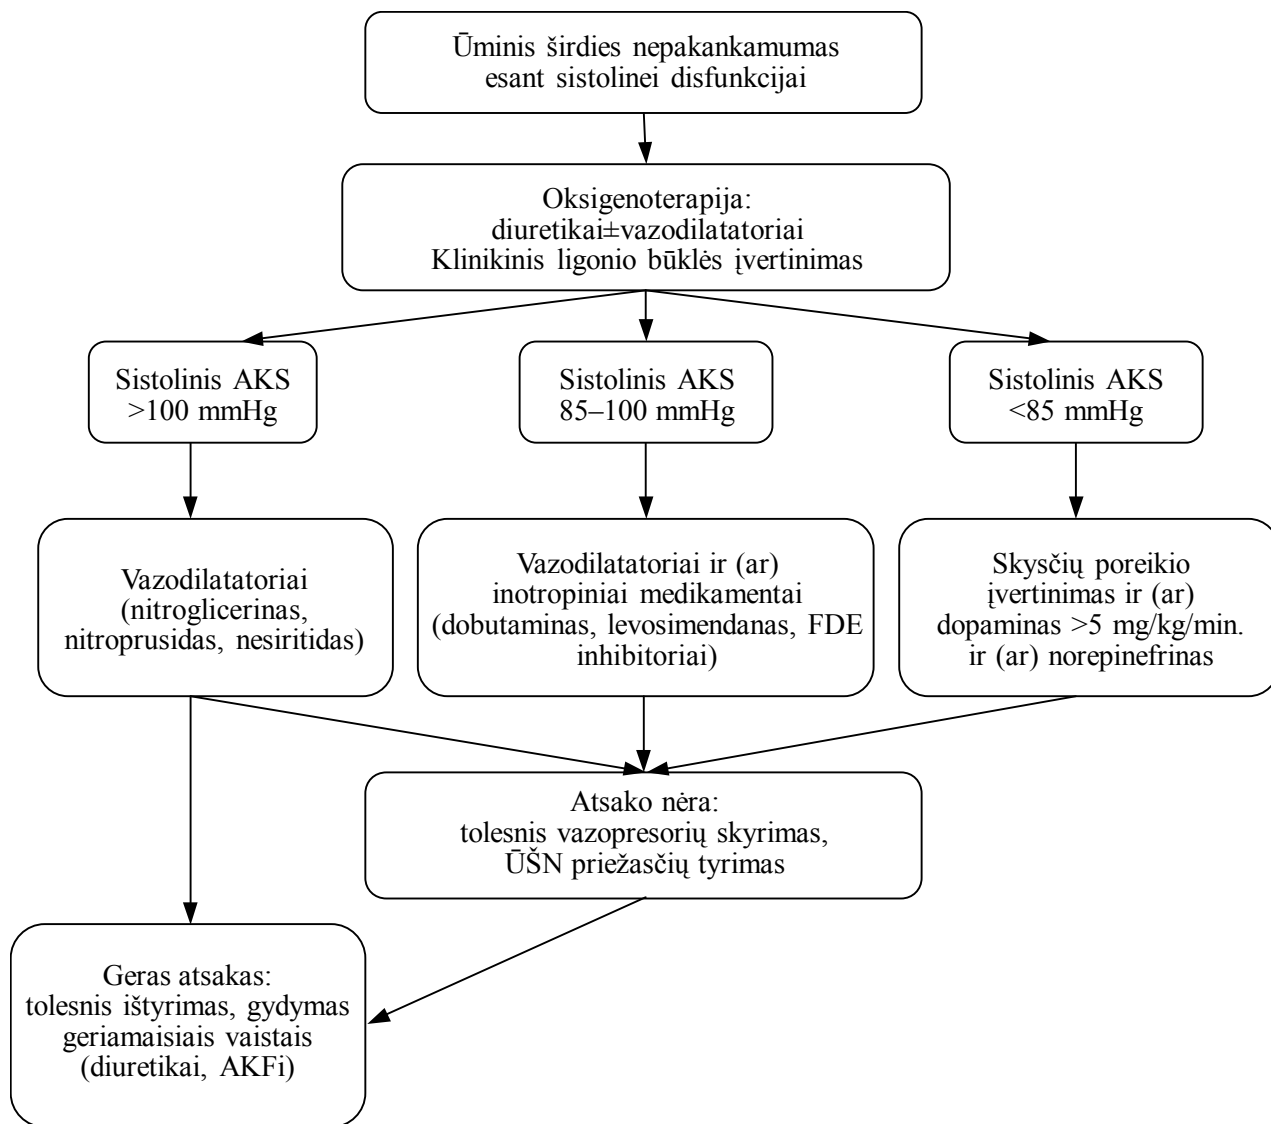 Ūminis širdies nepakankamumas
esant sistolinei disfunkcijai
Oksigenoterapija:
diuretikai±vazodilatatoriai
Klinikinis ligonio būklės įvertinimas
Sistolinis AKS
>100 mmHg
Sistolinis AKS
85–100 mmHg
Sistolinis AKS
<85 mmHg
Vazodilatatoriai
(nitroglicerinas,
nitroprusidas, nesiritidas)
Vazodilatatoriai ir (ar)
inotropiniai medikamentai
(dobutaminas, levosimendanas, FDE
inhibitoriai)
Skysčių poreikio
įvertinimas ir (ar)
dopaminas >5 mg/kg/min.
ir (ar) norepinefrinas
Atsako nėra:
tolesnis vazopresorių skyrimas,
ŪŠN priežasčių tyrimas
Geras atsakas:
tolesnis ištyrimas, gydymas
geriamaisiais vaistais
(diuretikai, AKFi)